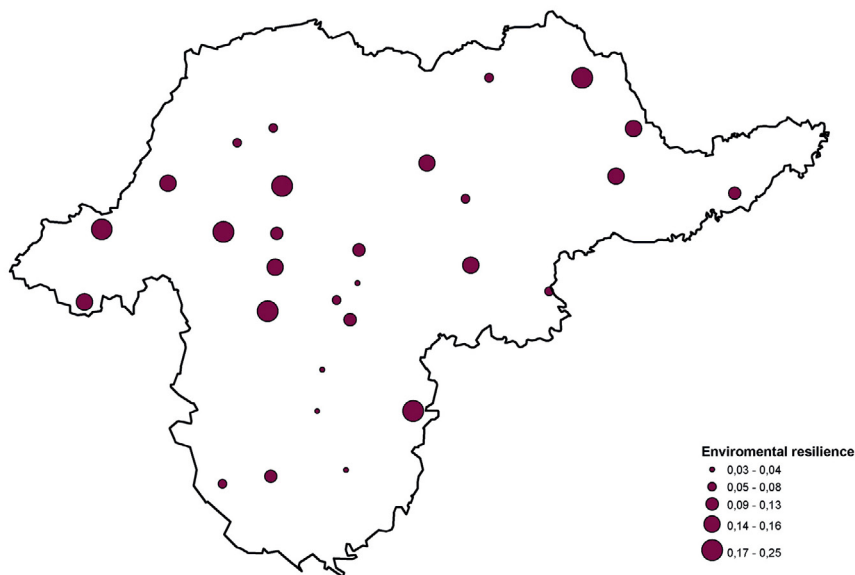 Enviromental resilience
0,03 - 0,04
0,05 - 0,08
0,09 - 0,13
0,14 - 0,16
0,17 - 0,25